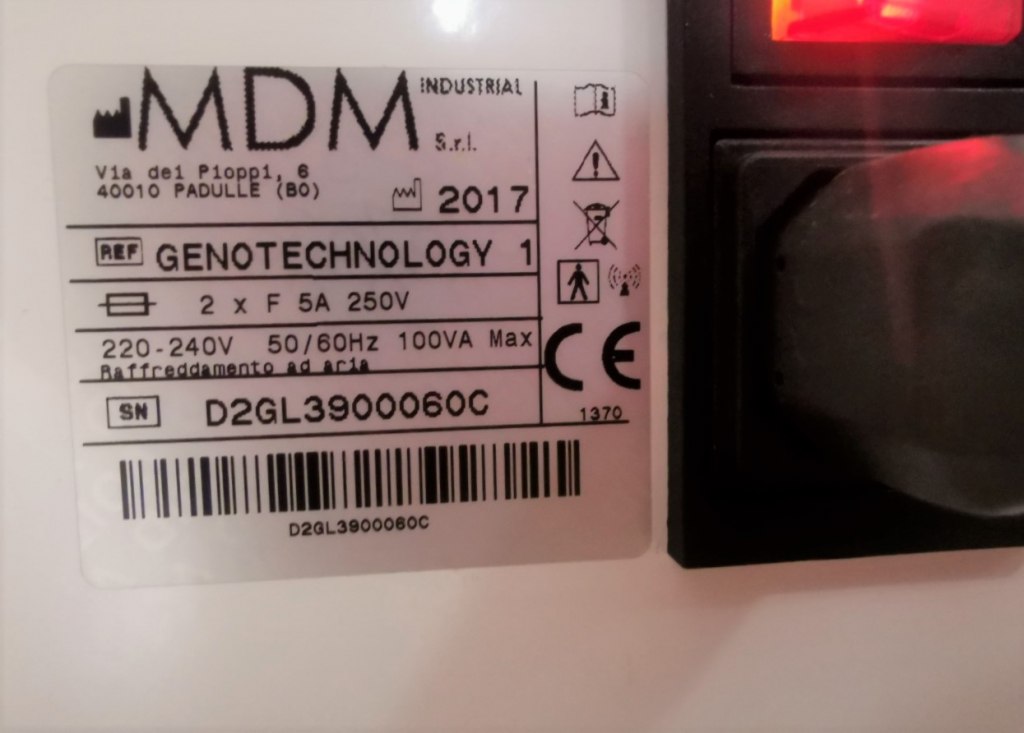 MDM INDUSTRIAL
S.r.l.
Via dei Pioppi, 6
40010 PADULLE (BO)
2017
REF GENOTECHNOLOGY 1
2 x F 5A 250V
220-240V 50/60Hz 100VA Max
Raffreddamento ad aria
SN D2GL3900060C
CE
1370
D2GL3900060C